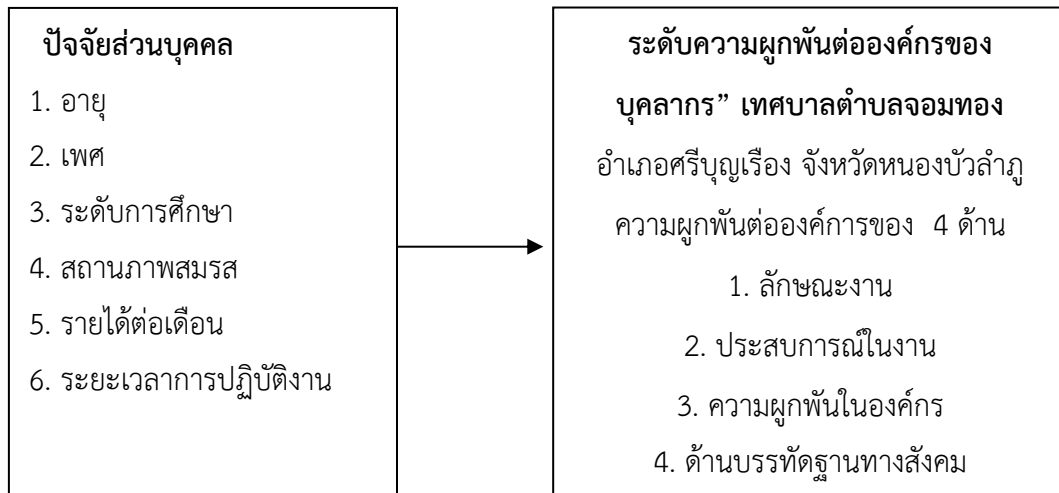 ปัจจัยส่วนบุคคล
1. อายุ
2. เพศ
3. ระดับการศึกษา
4. สถานภาพสมรส
5. รายได้ต่อเดือน
6. ระยะเวลาการปฏิบัติงาน
ระดับความผูกพันต่อองค์กรของ
บุคลากร” เทศบาลตำบลจอมทอง
อำเภอศรีบุญเรือง จังหวัดหนองบัวลำภู
ความผูกพันต่อองค์การของ 4 ด้าน
1. ลักษณะงาน
2. ประสบการณ์ในงาน
3. ความผูกพันในองค์กร
4. ด้านบรรทัดฐานทางสังคม